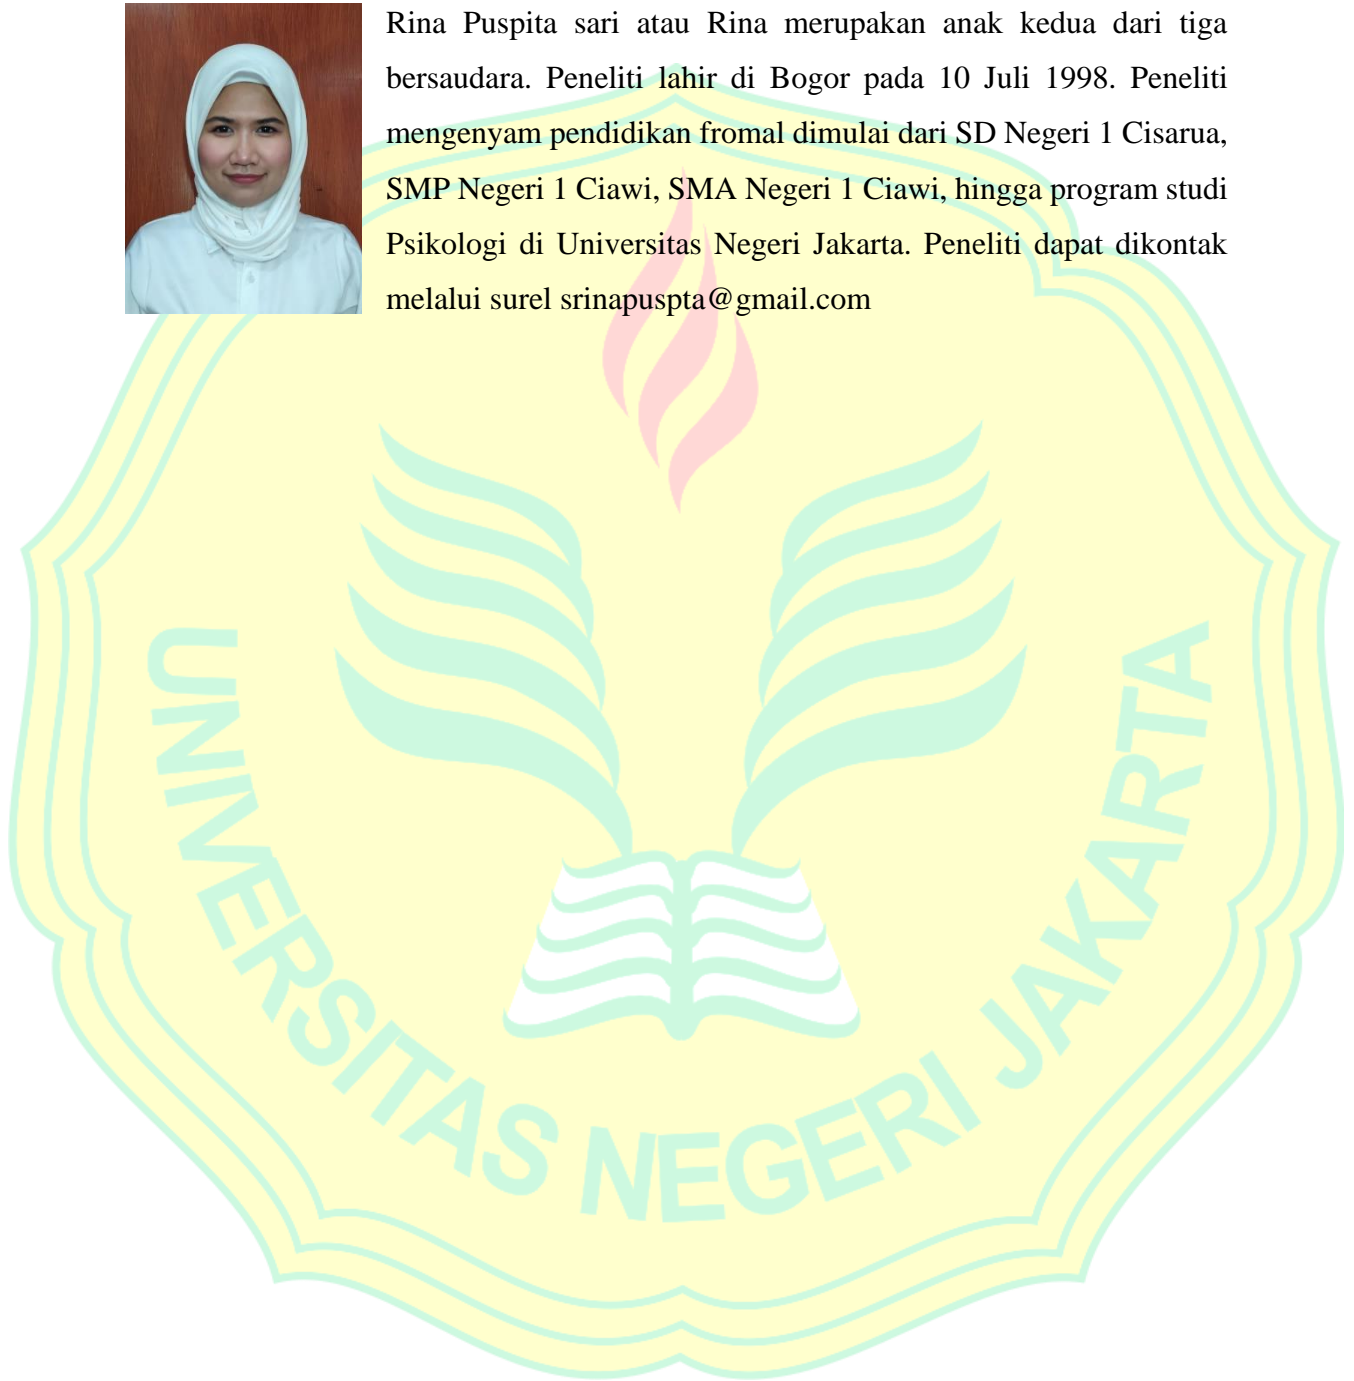 Rina Puspita sari atau Rina merupakan anak kedua dari tiga
bersaudara. Peneliti lahir di Bogor pada 10 Juli 1998. Peneliti
mengenyam pendidikan fromal dimulai dari SD Negeri 1 Cisarua,
SMP Negeri 1 Ciawi, SMA Negeri 1 Ciawi, hingga program studi
Psikologi di Universitas Negeri Jakarta. Peneliti dapat dikontak
melalui surel srinapuspta@gmail.com
UNIVERSITAS NEGERI JAKARTA